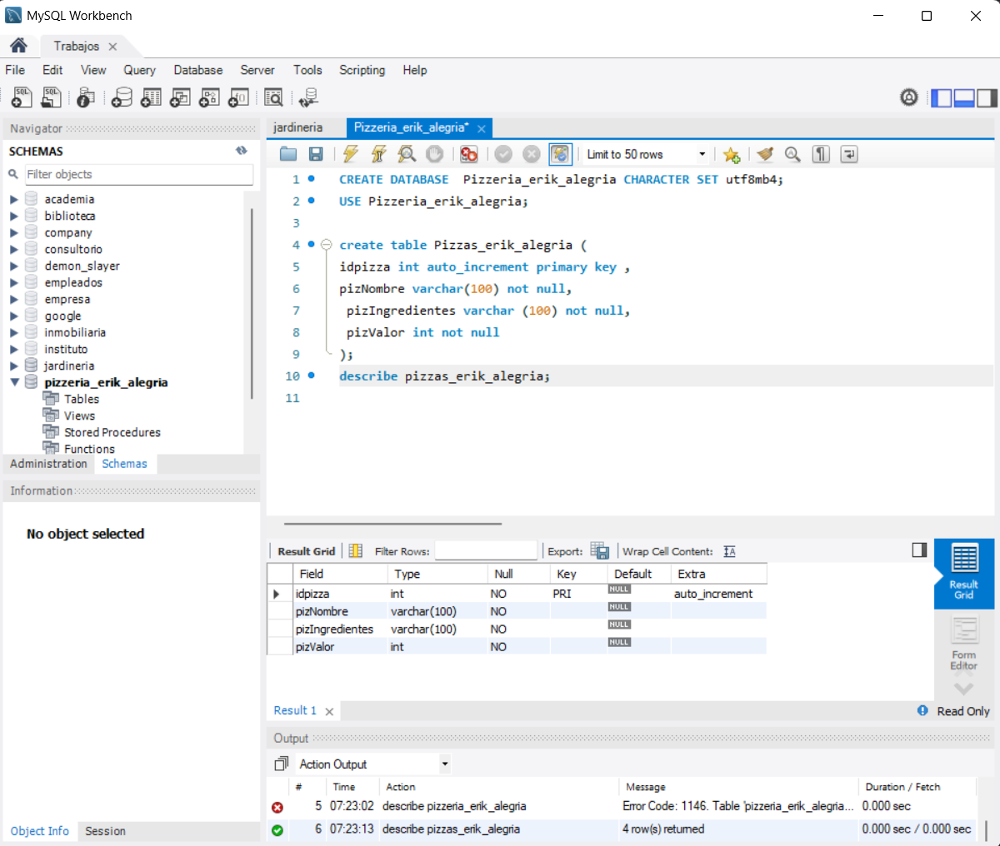 MySQL Workbench
Trabajos
File Edit View Query Database Server Tools Scripting Help
Navigator
SCHEMAS
Filter objects
academia
biblioteca
company
consultorio
demon_slayer
empleados
empresa
google
inmobiliaria
instituto
jardineria
pizzeria_erik_alegria
Tables
Views
Stored Procedures
Functions
Administration Schemas
Information
No object selected
Object Info Session
jardineria Pizzeria_erik_alegria*
Limit to 50 rows
1 CREATE DATABASE  Pizzeria_erik_alegria CHARACTER SET utf8mb4;
2 USE Pizzeria_erik_alegria;
3
4 create table Pizzas_erik_alegria (
5 idpizza int auto_increment primary key ,
6 pizNombre varchar(100) not null,
7 pizIngredientes varchar (100) not null,
8 pizValor int not null
9 );
10 describe pizzas_erik_alegria;
11
Result Grid Filter Rows: Export: Wrap Cell Content: IA
Field Type Null Key Default Extra
idpizza int NO PRI NULL auto_increment
pizNombre varchar(100) NO NULL
pizIngredientes varchar(100) NO NULL
pizValor int NO NULL
Result Grid
Form Editor
Result 1 Read Only
Output
Action Output
# Time Action Message Duration / Fetch
5 07:23:02 describe pizzeria_erik_alegria Error Code: 1146. Table 'pizzeria_erik_alegria... 0.000 sec
6 07:23:13 describe pizzas_erik_alegria 4 row(s) returned 0.000 sec / 0.000 sec